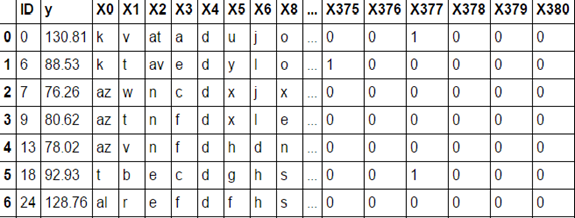 ID y X0 X1 X2 X3 X4 X5 X6 X8 ... X375 X376 X377 X378 X379 X380
0 0 130.81 k v at a d u j o ... 0 0 1 0 0 0
1 6 88.53 k t av e d y l o ... 1 0 0 0 0 0
2 7 76.26 az w n c d x j x ... 0 0 0 0 0 0
3 9 80.62 az t n f d x l e ... 0 0 0 0 0 0
4 13 78.02 az v n f d h d n ... 0 0 0 0 0 0
5 18 92.93 t b e c d g h s ... 0 0 1 0 0 0
6 24 128.76 al r e f d f h s ... 0 0 0 0 0 0